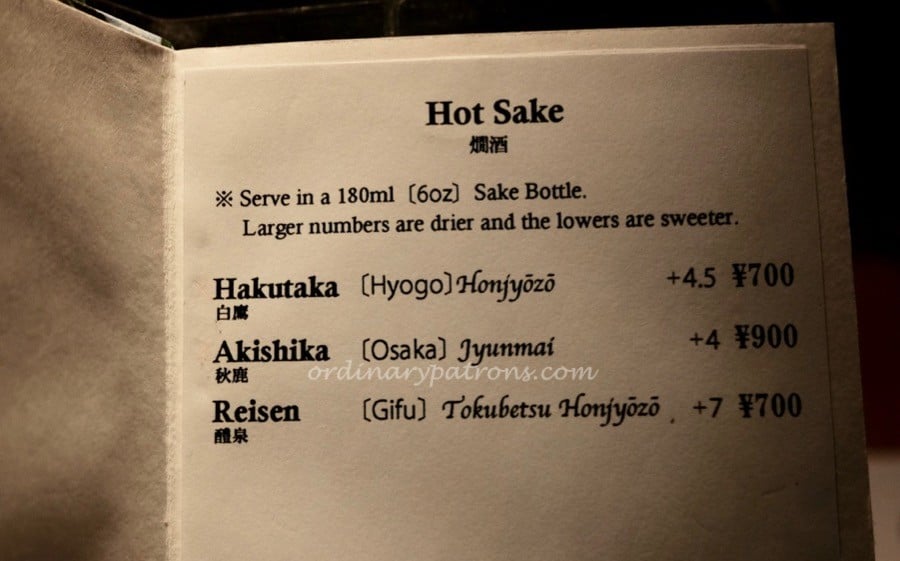 Hot Sake
燗酒
※ Serve in a 180ml〔6oz〕Sake Bottle.
Larger numbers are drier and the lowers are sweeter.
Hakutaka〔Hyogo〕Honjyōzō +4.5 ¥700
白鷹
Akishika〔Osaka〕Jyunmai +4 ¥900
秋鹿
ordinarypatrons.com
Reisen〔Gifu〕Tokubetsu Honjyōzō +7 ¥700
醴泉